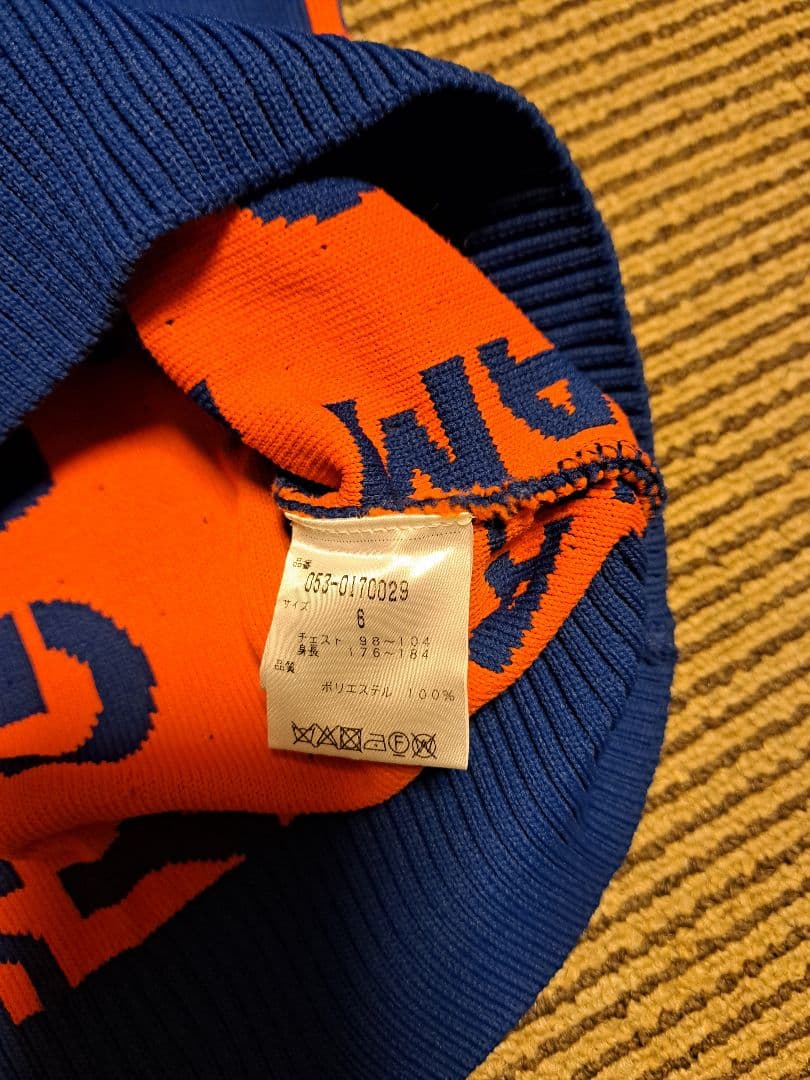 品番
053-0170029
サイズ
6
チェスト 98～104
身長 176～184
品質
ポリエステル 100%